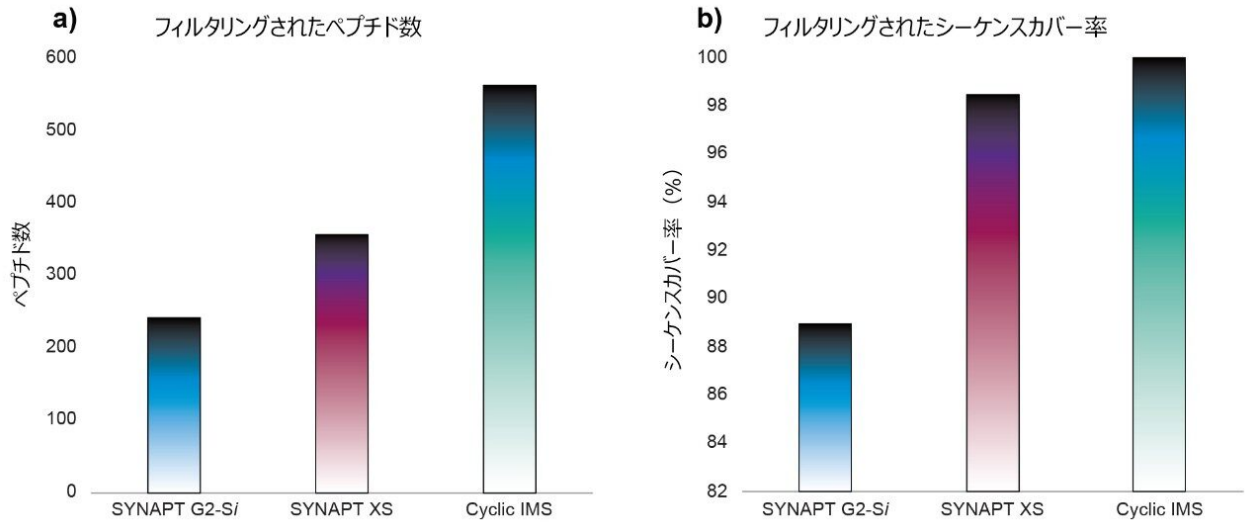 a)
フィルタリングされたペプチド数
600
500
400
300
200
100
0
ペプチド数
SYNAPT G2-Si
SYNAPT XS
Cyclic IMS
b)
フィルタリングされたシーケンスカバー率
100
98
96
94
92
90
88
86
84
82
シーケンスカバー率（%）
SYNAPT G2-Si
SYNAPT XS
Cyclic IMS